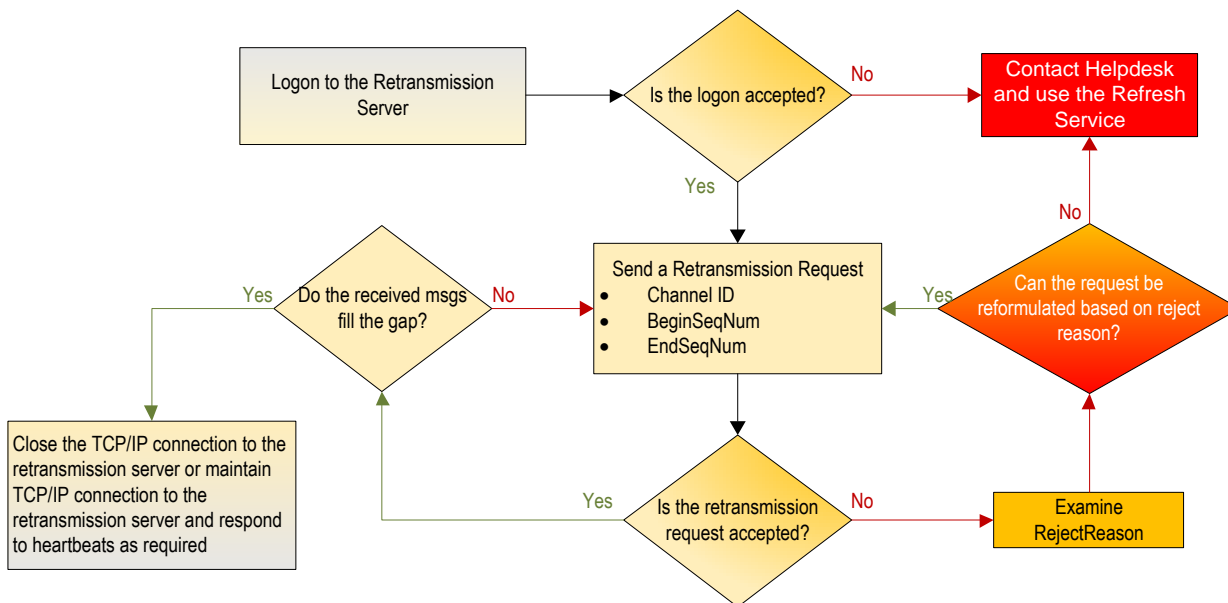 Logon to the Retransmission
Server
Is the logon accepted?
No
Contact Helpdesk
and use the Refresh
Service
Yes
No
Send a Retransmission Request
• Channel ID
• BeginSeqNum
• EndSeqNum
Yes
Do the received msgs
fill the gap?
No
Yes
Can the request be
reformulated based on reject
reason?
Close the TCP/IP connection to the
retransmission server or maintain
TCP/IP connection to the
retransmission server and respond
to heartbeats as required
Yes
Is the retransmission
request accepted?
No
Examine
RejectReason